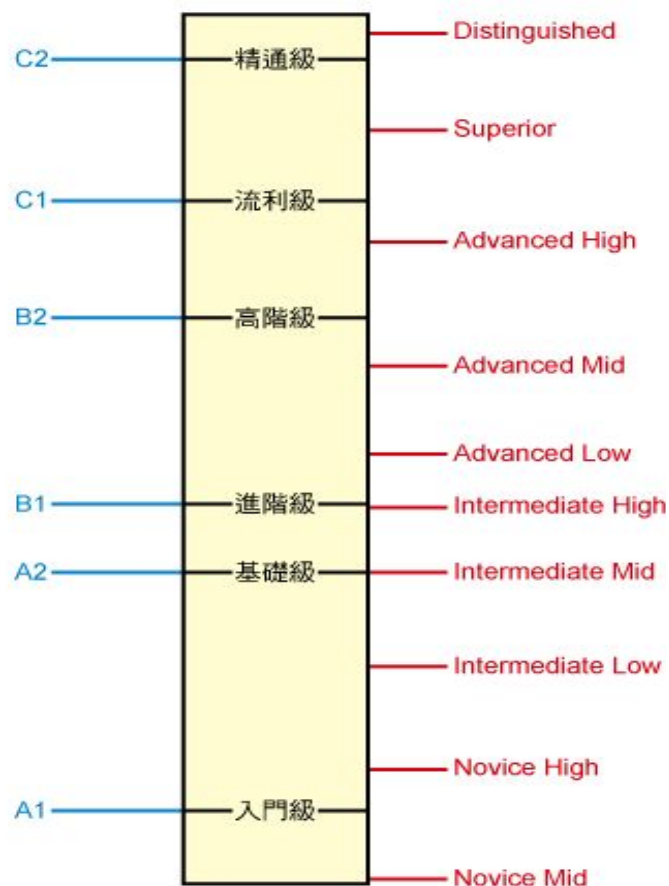 Distinguished
C2 精通級
Superior
C1 流利級
Advanced High
B2 高階級
Advanced Mid
Advanced Low
B1 進階級 Intermediate High
A2 基礎級 Intermediate Mid
Intermediate Low
Novice High
A1 入門級
Novice Mid